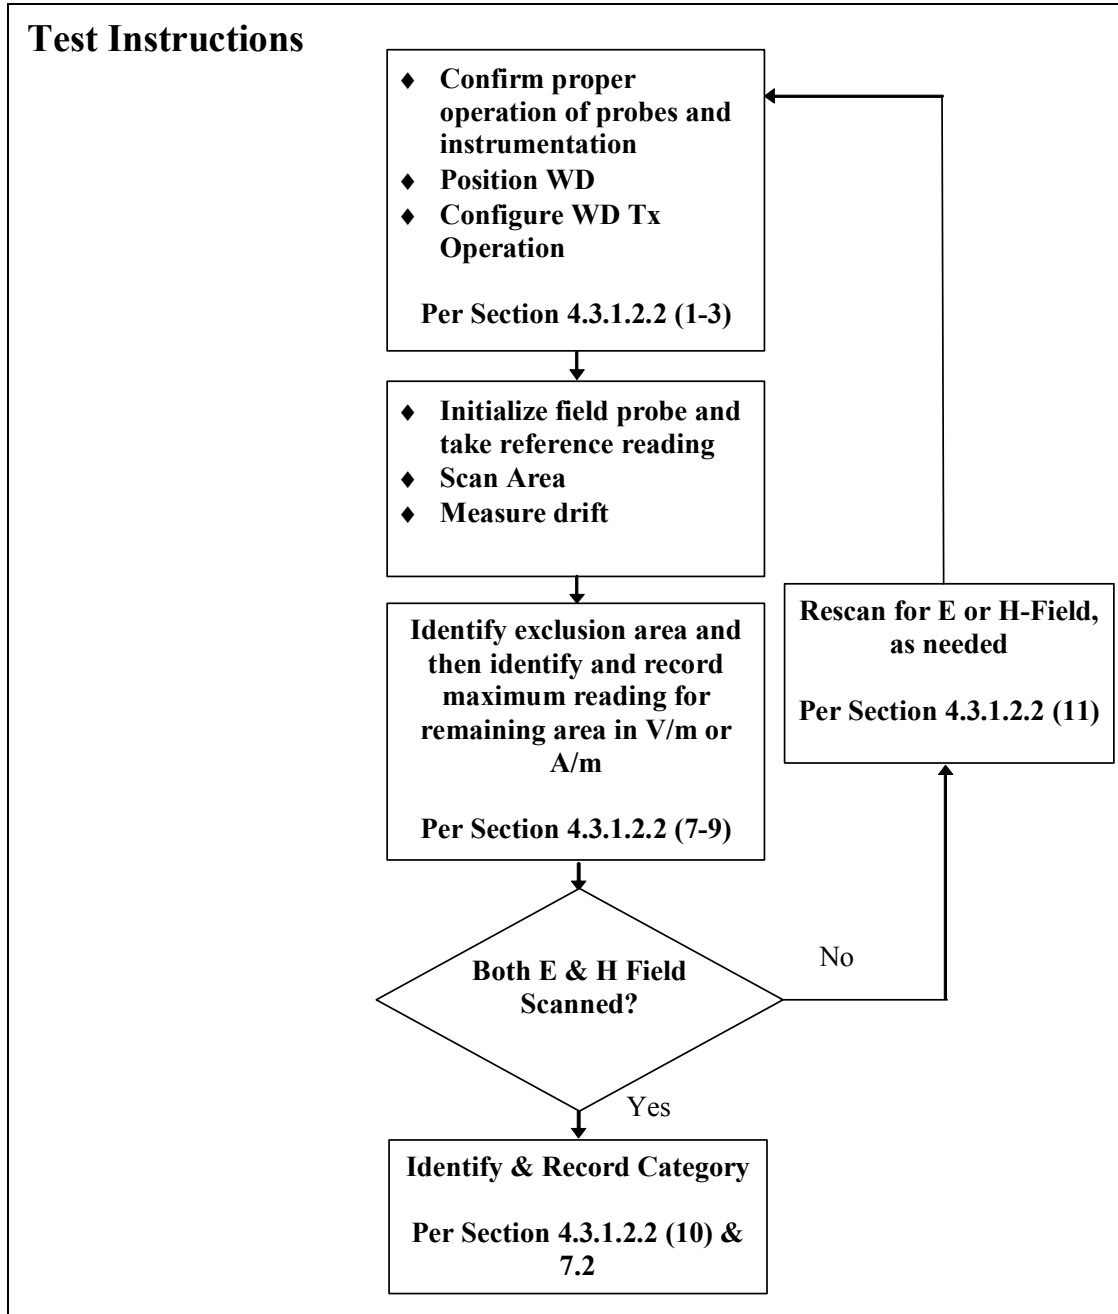 Test Instructions
♦ Confirm proper
operation of probes and
instrumentation
♦ Position WD
♦ Configure WD Tx
Operation
Per Section 4.3.1.2.2 (1-3)
♦ Initialize field probe and
take reference reading
♦ Scan Area
♦ Measure drift
Identify exclusion area and
then identify and record
maximum reading for
remaining area in V/m or
A/m
Per Section 4.3.1.2.2 (7-9)
Rescan for E or H-Field,
as needed
Per Section 4.3.1.2.2 (11)
Both E & H Field
Scanned?
No
Yes
Identify & Record Category
Per Section 4.3.1.2.2 (10) &
7.2